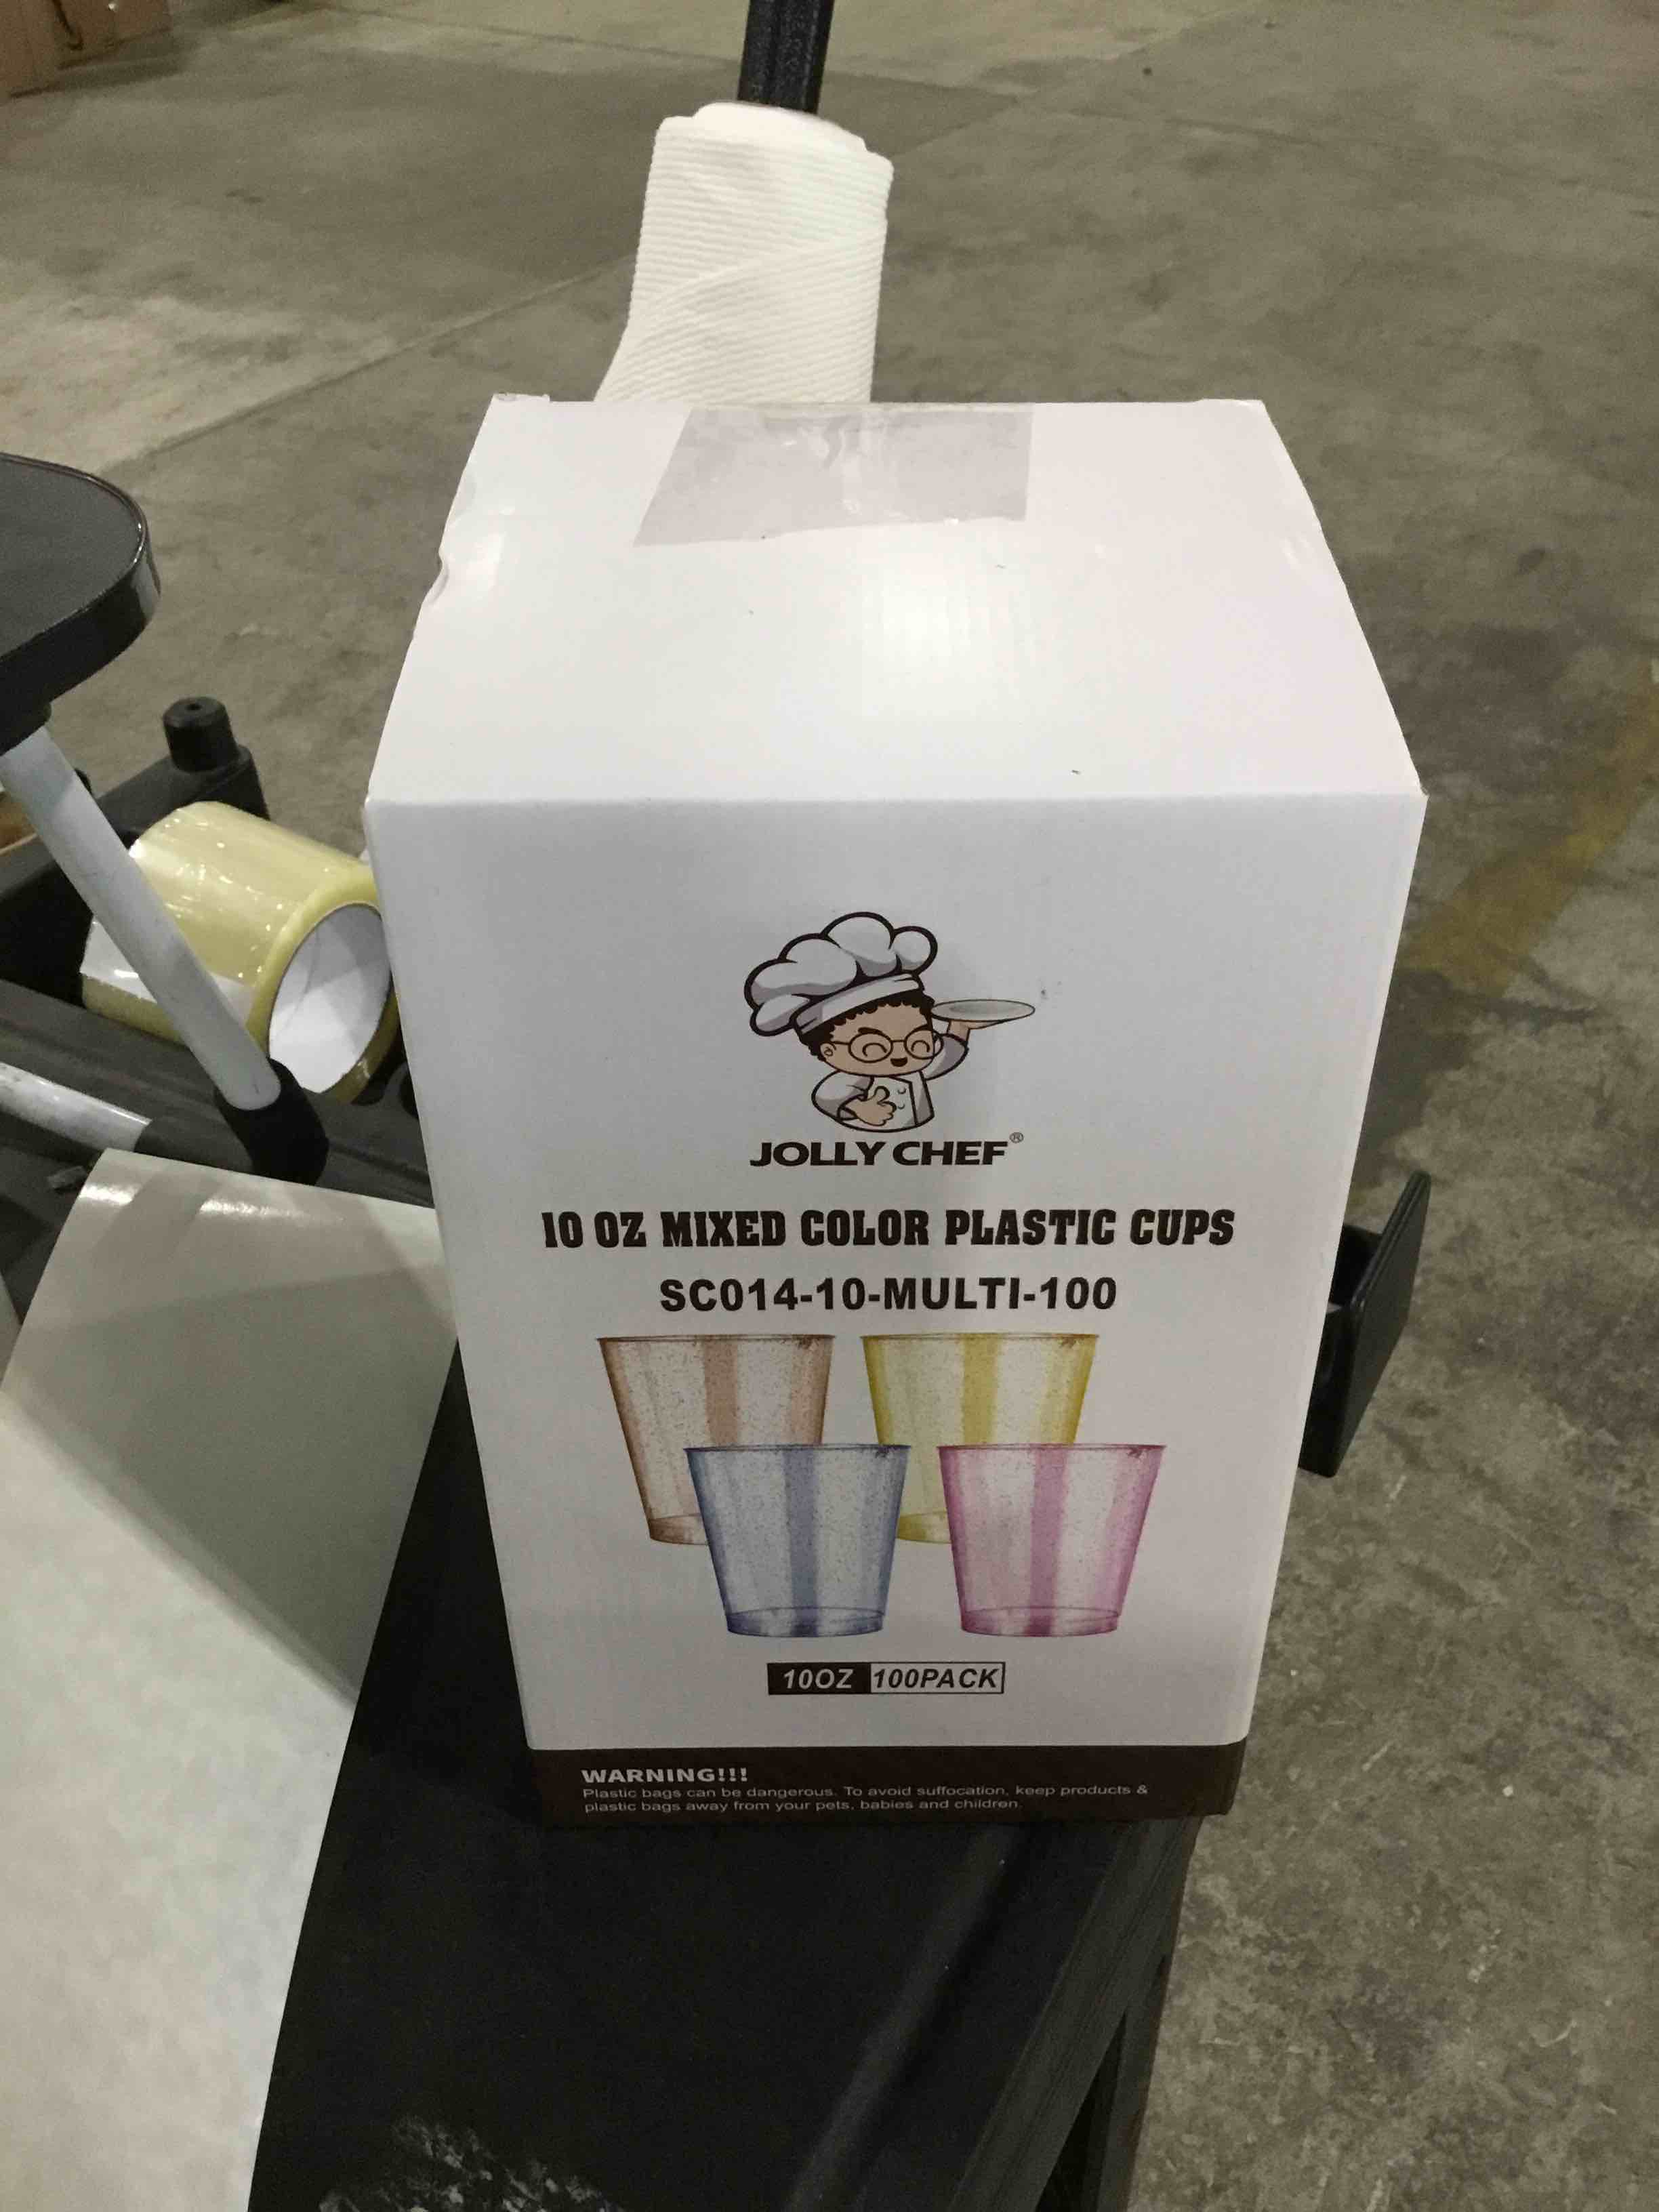 JOLLY CHEF®
10 OZ MIXED COLOR PLASTIC CUPS
SC014-10-MULTI-100
10OZ 100PACK
WARNING!!!
Plastic bags can be dangerous. To avoid suffocation, keep products &
plastic bags away from your pets, babies and children.